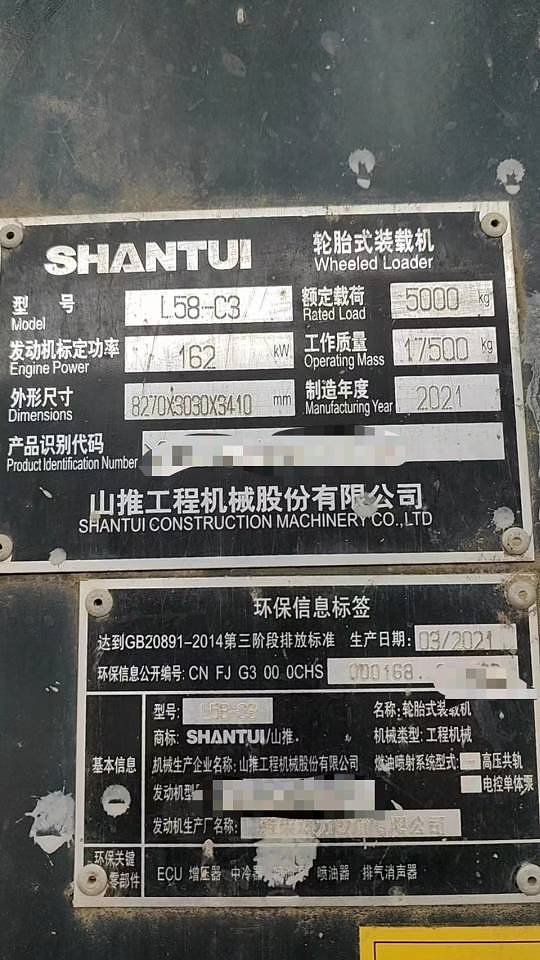 SHANTUI 轮胎式装载机
Wheeled Loader
型 号 L58-C3 额定载荷 5000 kg
Model Rated Load
发动机标定功率 162 kW 工作质量 17500 kg
Engine Power Operating Mass
外形尺寸 8270X3030X3410 mm 制造年度 2021
Dimensions Manufacturing Year
产品识别代码
Product Identification Number
山推工程机械股份有限公司
SHANTUI CONSTRUCTION MACHINERY CO.,LTD
环保信息标签
达到GB20891-2014第三阶段排放标准 生产日期: 03/2021
环保信息公开编号: CN FJ G3 00 0CHS 000168
型号: L58-C3 名称: 轮胎式装载机
商标: SHANTUI/山推 机械类型: 工程机械
基本信息
机械生产企业名称: 山推工程机械股份有限公司 燃油喷射系统型式: 高压共轨
发动机型 电控单体泵
发动机生产厂名称: 有限公司
环保关键
零部件
ECU 增压器 中冷器 喷油器 排气消声器